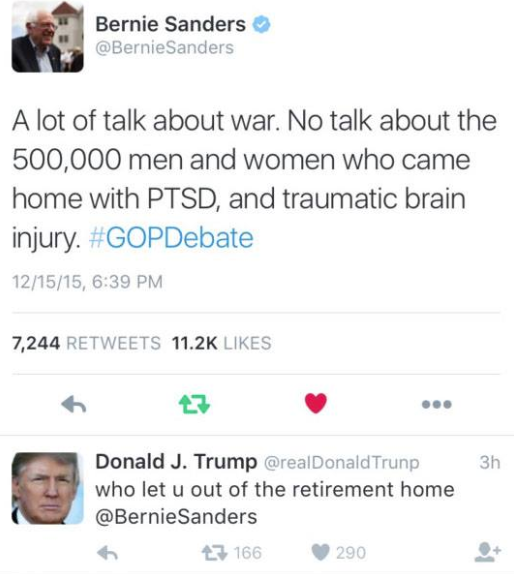 Bernie Sanders
@BernieSanders
A lot of talk about war. No talk about the
500,000 men and women who came
home with PTSD, and traumatic brain
injury. #GOPDebate
12/15/15, 6:39 PM
7,244 RETWEETS 11.2K LIKES
Donald J. Trump @realDonaldTrunp 3h
who let u out of the retirement home
@BernieSanders
166 290